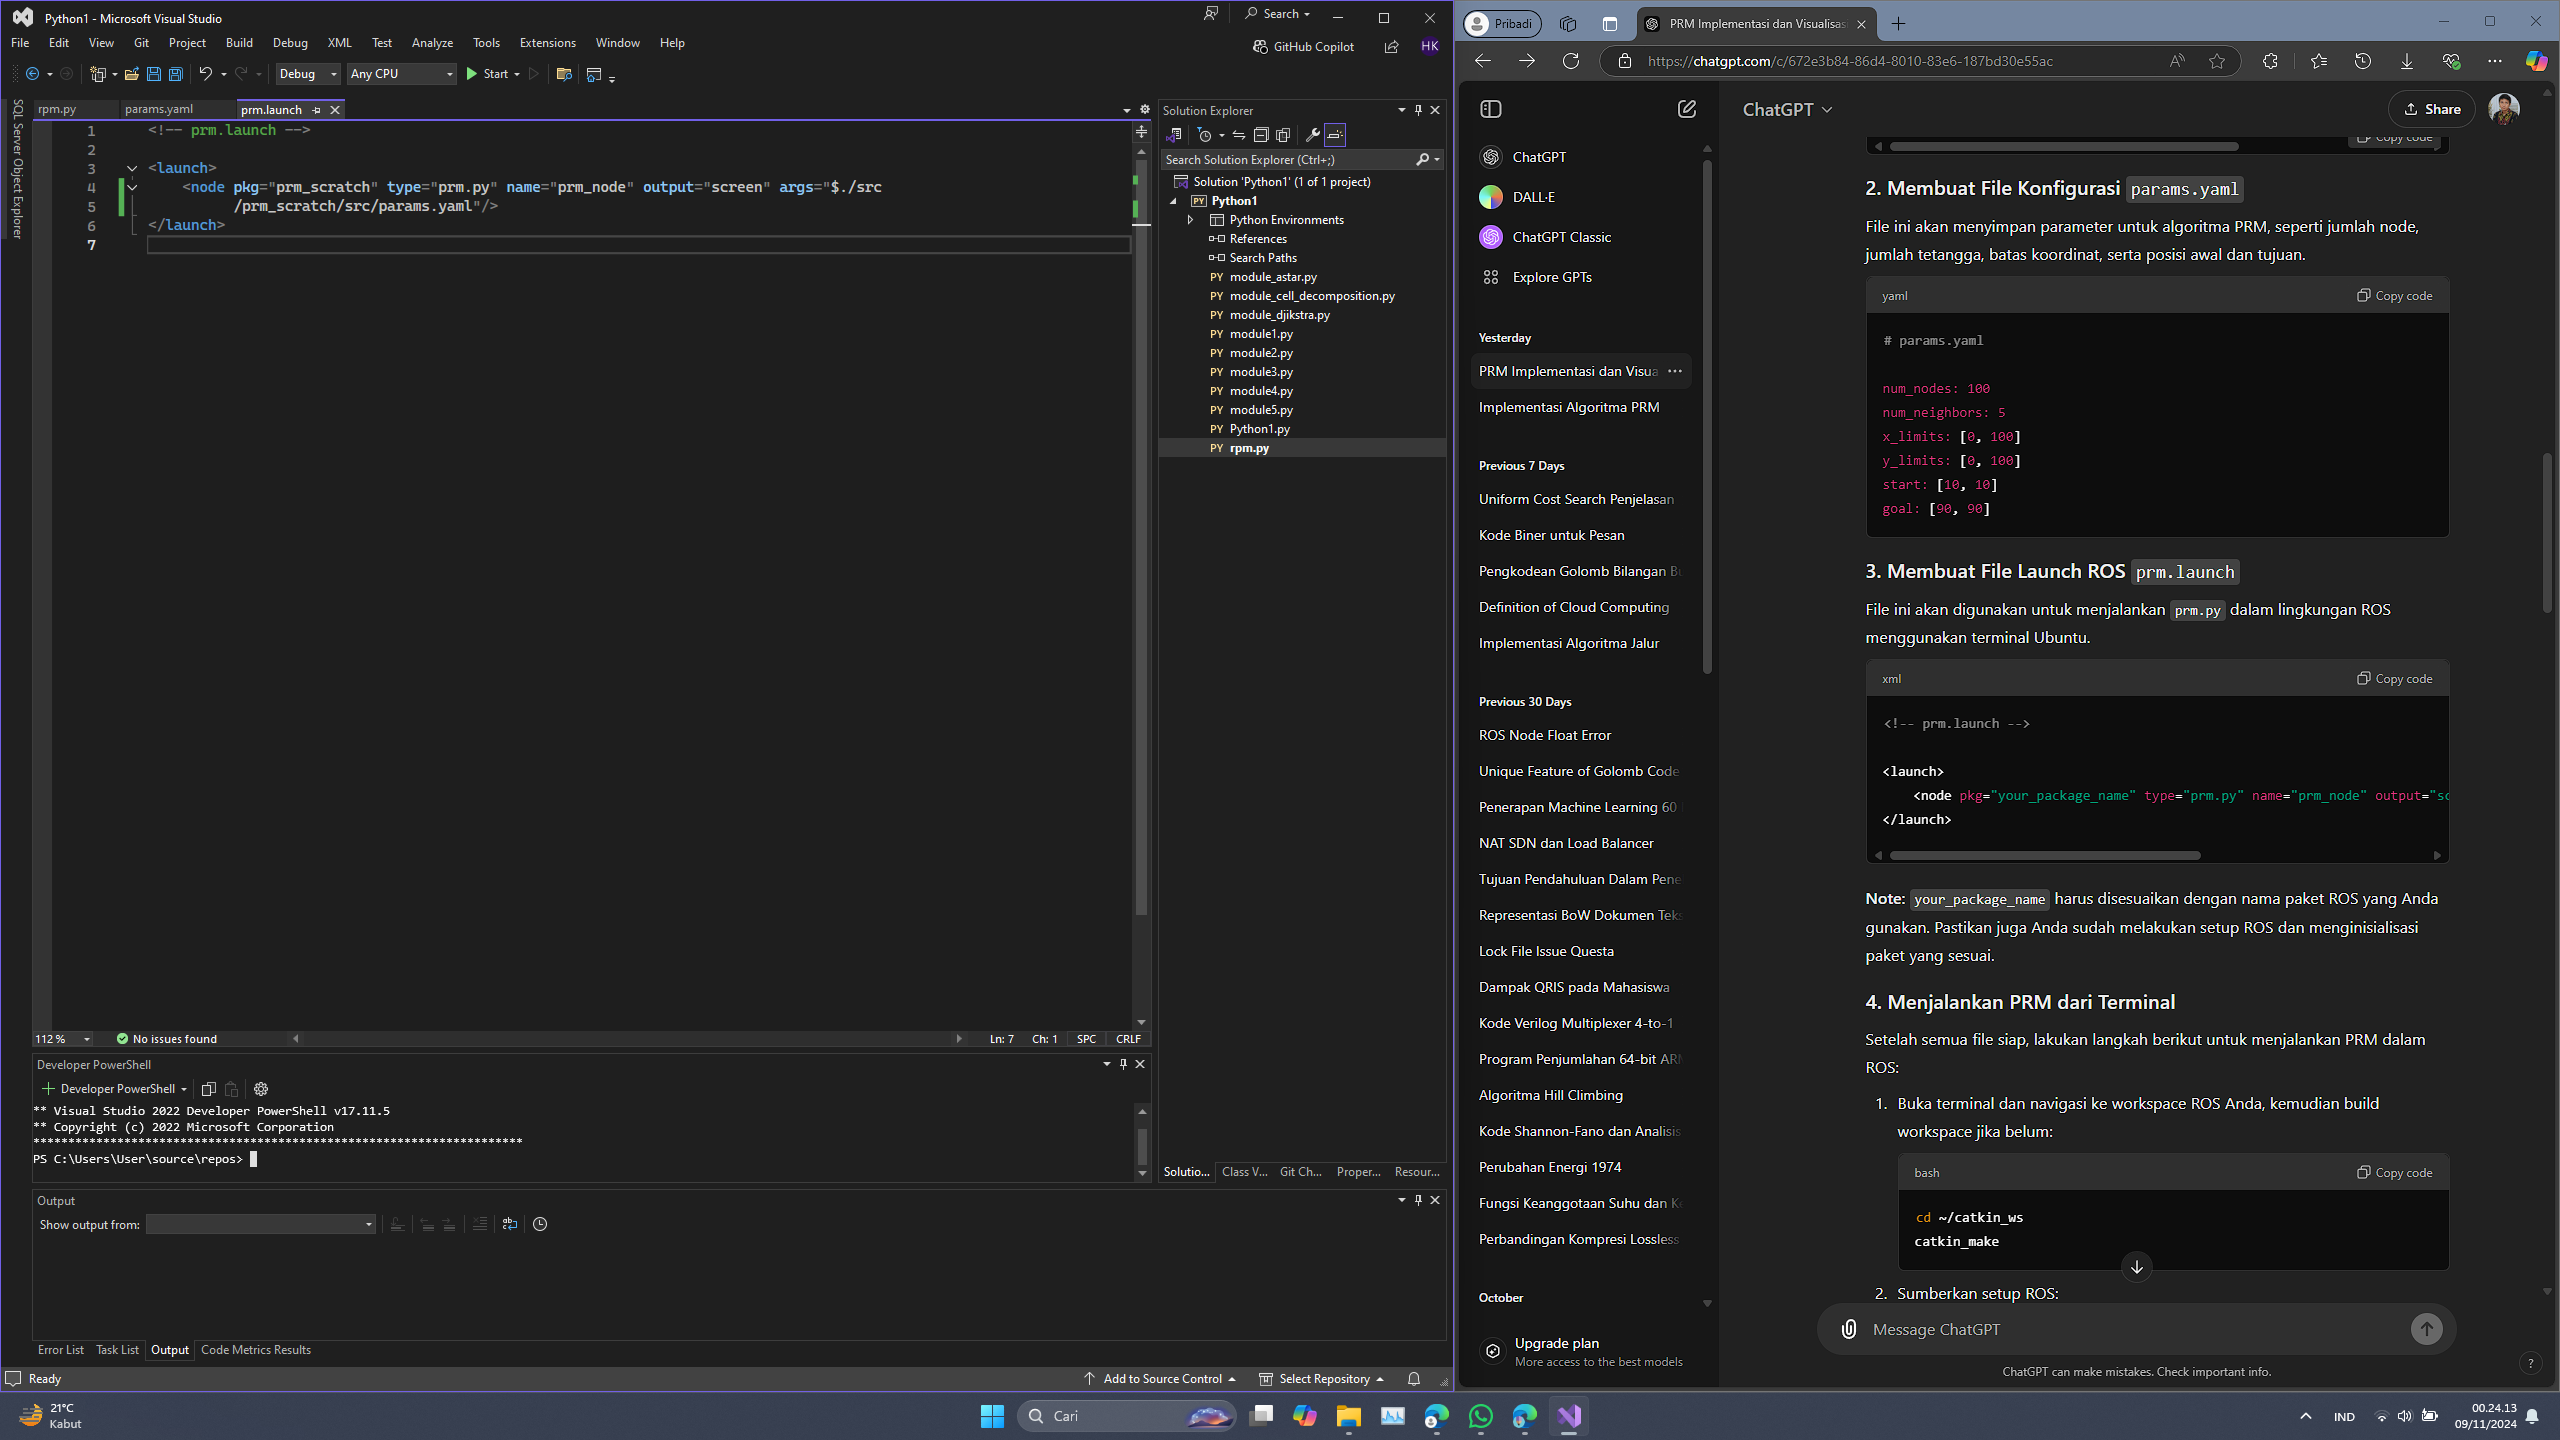 Python1 - Microsoft Visual Studio
Search
File Edit View Git Project Build Debug XML Test Analyze Tools Extensions Window Help
GitHub Copilot HK
Debug Any CPU Start
SQL Server Object Explorer
rpm.py params.yaml prm.launch
1 <!-- prm.launch -->
2
3 <launch>
4 <node pkg="prm_scratch" type="prm.py" name="prm_node" output="screen" args="$./src
5 /prm_scratch/src/params.yaml"/>
6 </launch>
7
112 % No issues found Ln: 7 Ch: 1 SPC CRLF
Solution Explorer
Search Solution Explorer (Ctrl+;)
Solution 'Python1' (1 of 1 project)
PY Python1
Python Environments
References
Search Paths
PY module_astar.py
PY module_cell_decomposition.py
PY module_djikstra.py
PY module1.py
PY module2.py
PY module3.py
PY module4.py
PY module5.py
PY Python1.py
PY rpm.py
Solutio... Class V... Git Ch... Proper... Resour...
Developer PowerShell
Developer PowerShell
** Visual Studio 2022 Developer PowerShell v17.11.5
** Copyright (c) 2022 Microsoft Corporation
**********************************************************************
PS C:\Users\User\source\repos>
Output
Show output from:
Error List Task List Output Code Metrics Results
Ready Add to Source Control Select Repository
Pribadi PRM Implementasi dan Visualisas
https://chatgpt.com/c/672e3b84-86d4-8010-83e6-187bd30e55ac
ChatGPT
DALL·E
ChatGPT Classic
Explore GPTs
Yesterday
PRM Implementasi dan Visua
Implementasi Algoritma PRM
Previous 7 Days
Uniform Cost Search Penjelasan
Kode Biner untuk Pesan
Pengkodean Golomb Bilangan Bu
Definition of Cloud Computing
Implementasi Algoritma Jalur
Previous 30 Days
ROS Node Float Error
Unique Feature of Golomb Code
Penerapan Machine Learning 60
NAT SDN dan Load Balancer
Tujuan Pendahuluan Dalam Pene
Representasi BoW Dokumen Teks
Lock File Issue Questa
Dampak QRIS pada Mahasiswa
Kode Verilog Multiplexer 4-to-1
Program Penjumlahan 64-bit ARM
Algoritma Hill Climbing
Kode Shannon-Fano dan Analisis
Perubahan Energi 1974
Fungsi Keanggotaan Suhu dan Ke
Perbandingan Kompresi Lossless
October
Upgrade plan
More access to the best models
ChatGPT Share
Copy code
2. Membuat File Konfigurasi params.yaml
File ini akan menyimpan parameter untuk algoritma PRM, seperti jumlah node,
jumlah tetangga, batas koordinat, serta posisi awal dan tujuan.
yaml Copy code
# params.yaml
num_nodes: 100
num_neighbors: 5
x_limits: [0, 100]
y_limits: [0, 100]
start: [10, 10]
goal: [90, 90]
3. Membuat File Launch ROS prm.launch
File ini akan digunakan untuk menjalankan prm.py dalam lingkungan ROS
menggunakan terminal Ubuntu.
xml Copy code
<!-- prm.launch -->
<launch>
<node pkg="your_package_name" type="prm.py" name="prm_node" output="sc
</launch>
Note: your_package_name harus disesuaikan dengan nama paket ROS yang Anda
gunakan. Pastikan juga Anda sudah melakukan setup ROS dan menginisialisasi
paket yang sesuai.
4. Menjalankan PRM dari Terminal
Setelah semua file siap, lakukan langkah berikut untuk menjalankan PRM dalam
ROS:
1. Buka terminal dan navigasi ke workspace ROS Anda, kemudian build
workspace jika belum:
bash Copy code
cd ~/catkin_ws
catkin_make
2. Sumberkan setup ROS:
Message ChatGPT
ChatGPT can make mistakes. Check important info.
?
21°C
Kabut
Cari
IND
00.24.13
09/11/2024